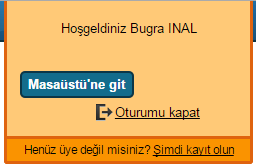 Hoşgeldiniz Bugra INAL
Masaüstü'ne git
Oturumu kapat
Henüz üye değil misiniz? Şimdi kayıt olun